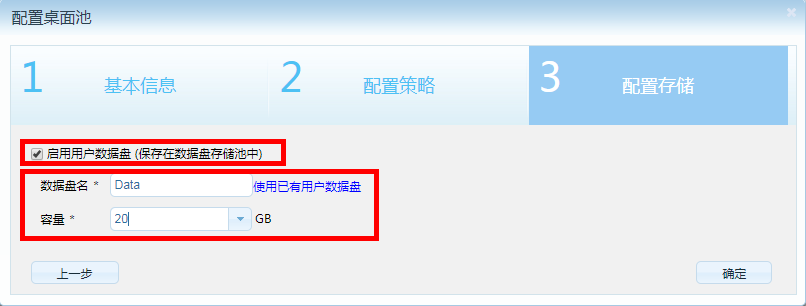 配置桌面池
1 基本信息 2 配置策略 3 配置存储
启用用户数据盘 (保存在数据盘存储池中)
数据盘名 * Data 使用已有用户数据盘
容量 * 20 GB
上一步 确定